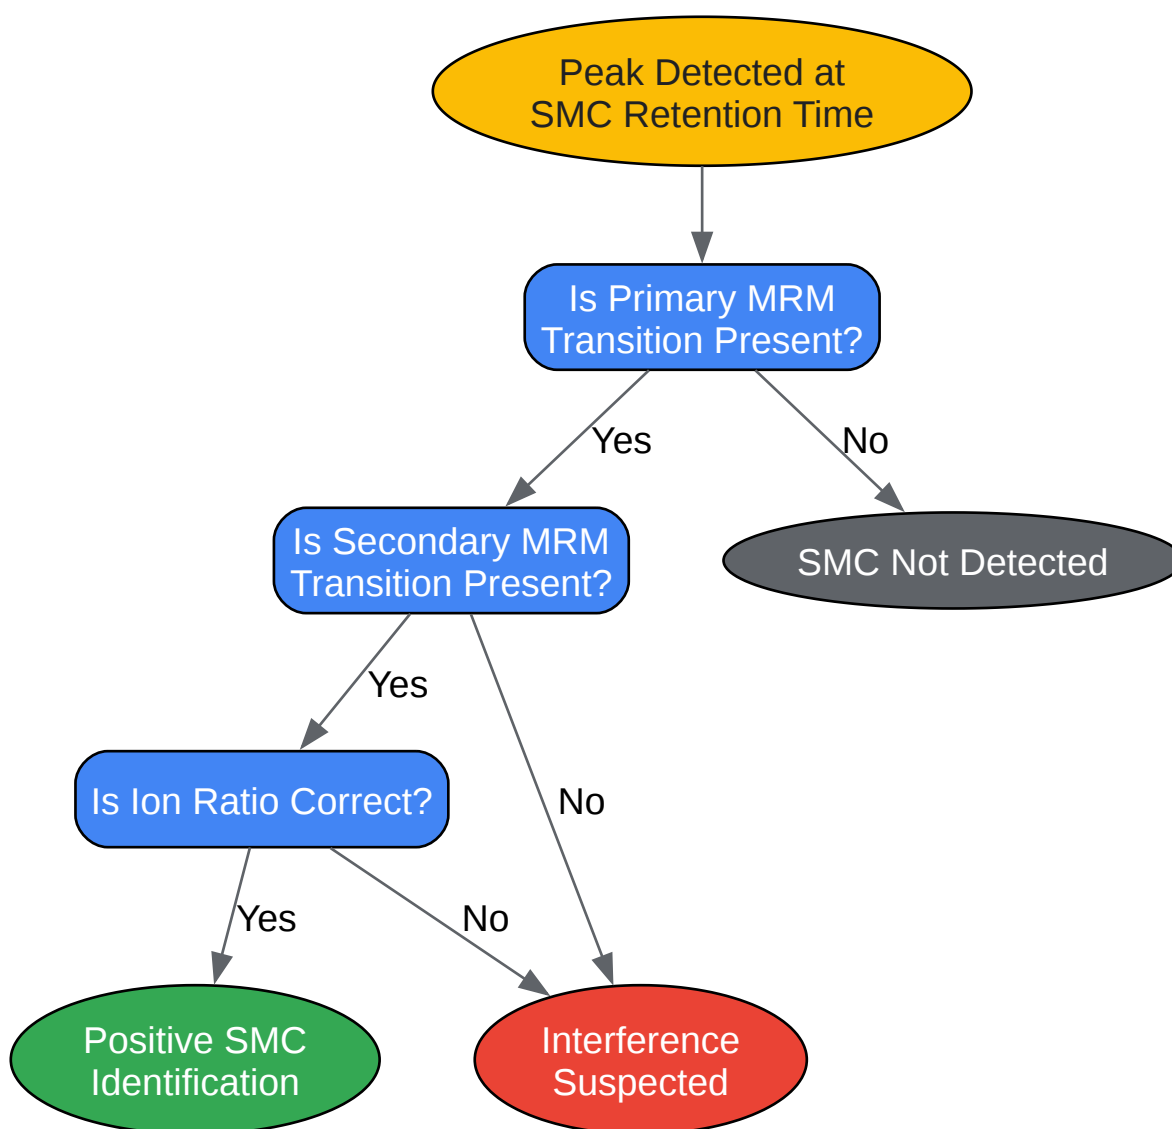 Peak Detected at
SMC Retention Time
Is Primary MRM
Transition Present?
Yes
No
Is Secondary MRM
Transition Present?
SMC Not Detected
Yes
Is Ion Ratio Correct?
No
Yes
No
Positive SMC
Identification
Interference
Suspected